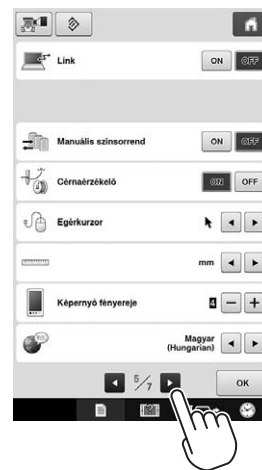 Link ON OFF
Manuális színsorrend ON OFF
Cérnaérzékelő ON OFF
Egérkurzor
mm
Képernyő fényereje 4 − +
Magyar
(Hungarian)
5/7 OK